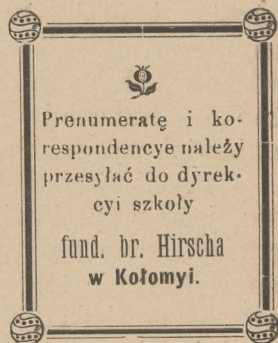 Prenumeratę i ko-
respondencye należy
przesyłać do dyrek-
cyi szkoły
fund. br. Hirscha
w Kołomyi.